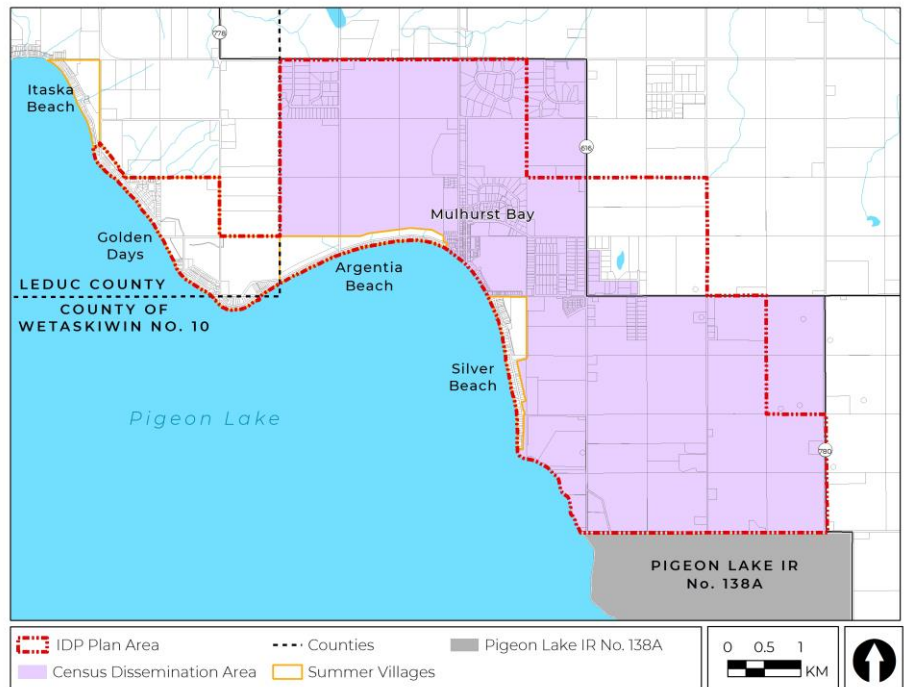 778
Itaska
Beach
616
Mulhurst Bay
Golden
Days
Argentia
Beach
LEDUC COUNTY
COUNTY OF
WETASKIWIN NO. 10
Silver
Beach
Pigeon Lake
780
PIGEON LAKE IR
No. 138A
IDP Plan Area
Counties
Pigeon Lake IR No. 138A
Census Dissemination Area
Summer Villages
0 0.5 1
KM